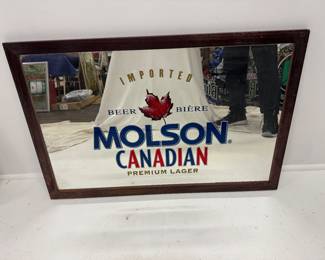 IMPORTED
BEER BIÈRE
MOLSON®
CANADIAN
PREMIUM LAGER